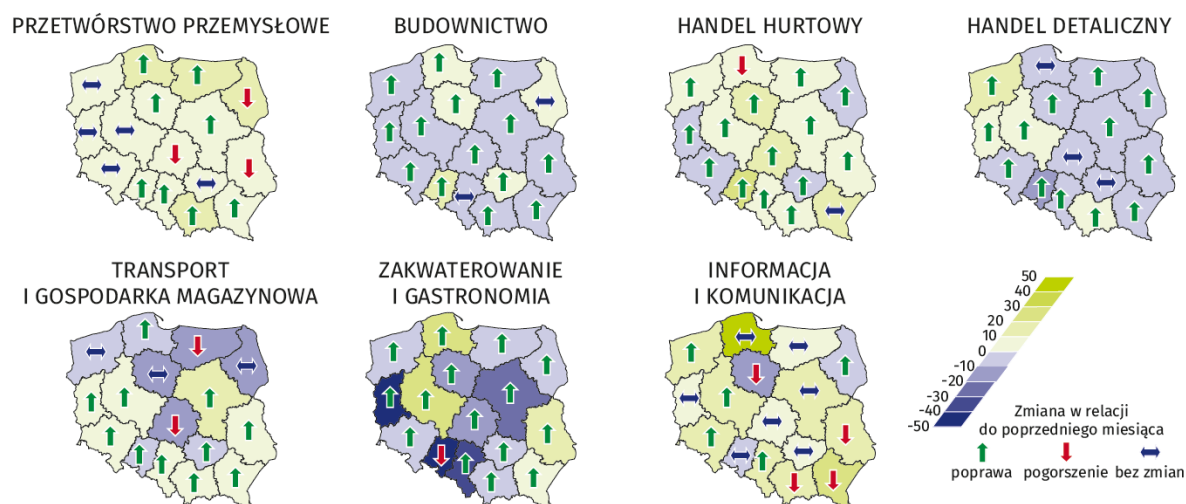 PRZETWÓRSTWO PRZEMYSŁOWE
BUDOWNICTWO
HANDEL HURTOWY
HANDEL DETALICZNY
TRANSPORT
I GOSPODARKA MAGAZYNOWA
ZAKWATEROWANIE
I GASTRONOMIA
INFORMACJA
I KOMUNIKACJA
50
40
30
20
10
0
-10
-20
-30
-40
-50
Zmiana w relacji
do poprzedniego miesiąca
poprawa pogorszenie bez zmian